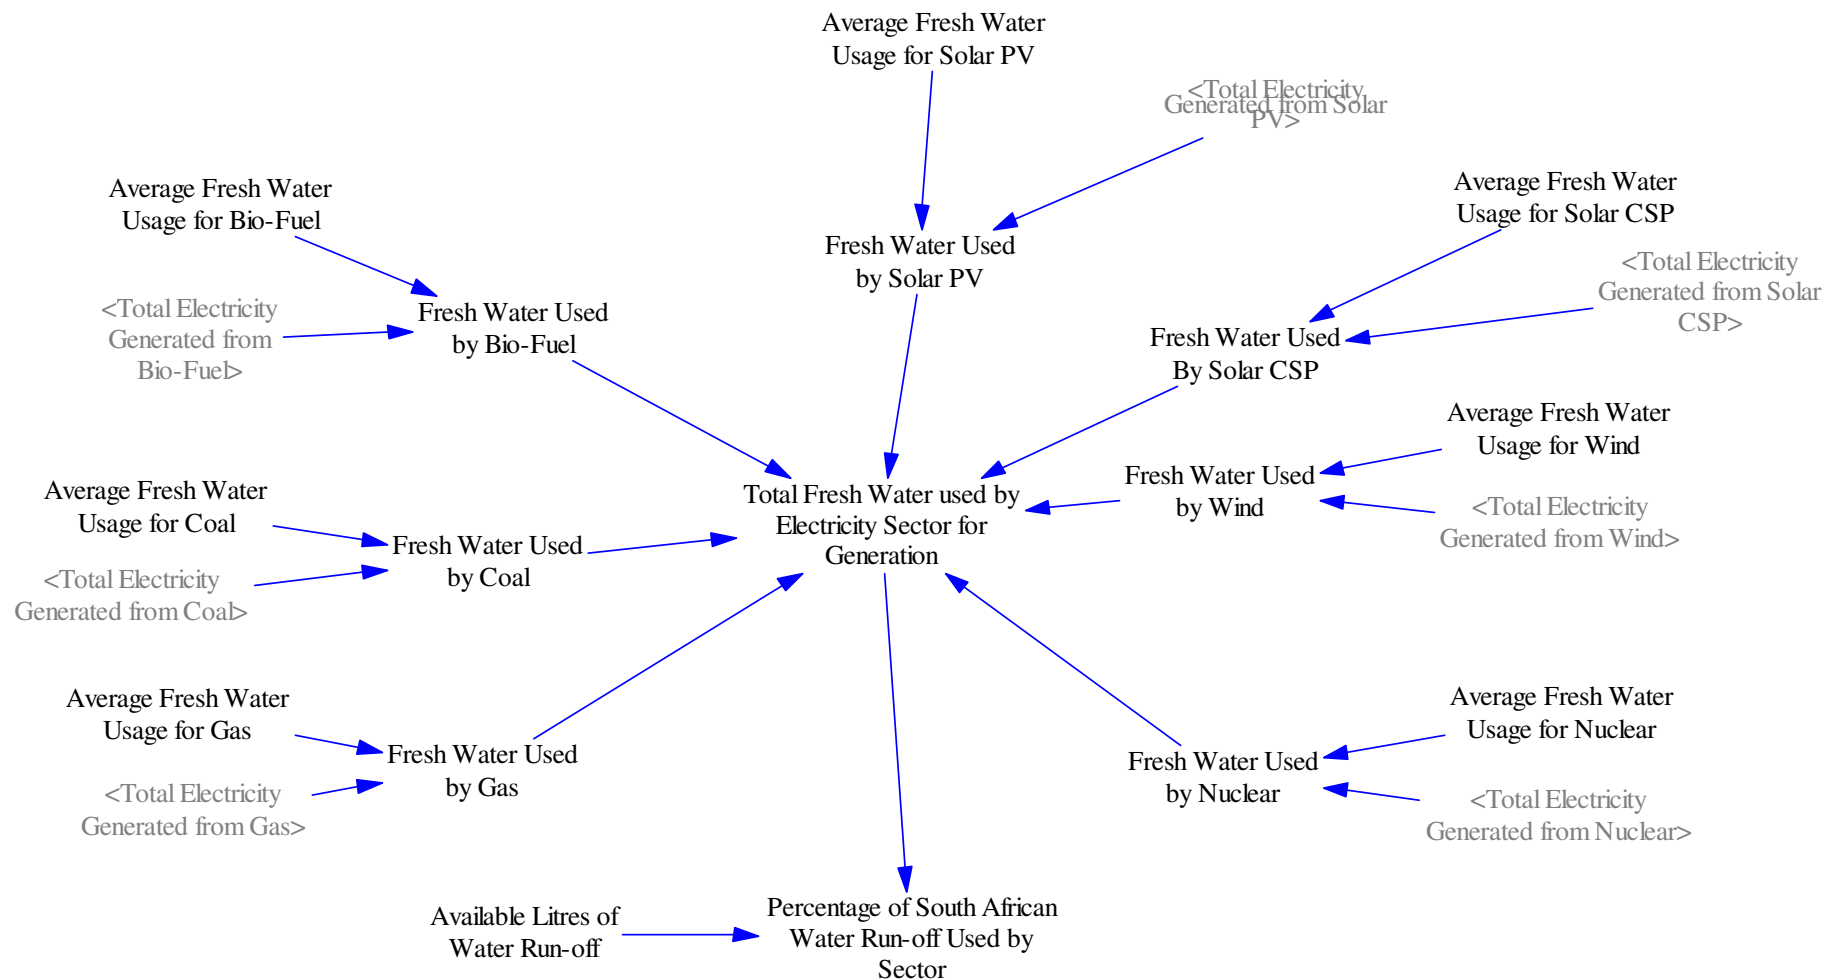 Average Fresh Water
Usage for Solar PV
<Total Electricity
Generated from Solar
PV>
Average Fresh Water
Usage for Bio-Fuel
Average Fresh Water
Usage for Solar CSP
Fresh Water Used
by Solar PV
<Total Electricity
Generated from Solar
CSP>
<Total Electricity
Generated from
Bio-Fuel>
Fresh Water Used
by Bio-Fuel
Fresh Water Used
By Solar CSP
Average Fresh Water
Usage for Wind
Fresh Water Used
by Wind
<Total Electricity
Generated from Wind>
Total Fresh Water used by
Electricity Sector for
Generation
Average Fresh Water
Usage for Coal
Fresh Water Used
by Coal
<Total Electricity
Generated from Coal>
Average Fresh Water
Usage for Gas
Fresh Water Used
by Gas
<Total Electricity
Generated from Gas>
Average Fresh Water
Usage for Nuclear
Fresh Water Used
by Nuclear
<Total Electricity
Generated from Nuclear>
Available Litres of
Water Run-off
Percentage of South African
Water Run-off Used by
Sector